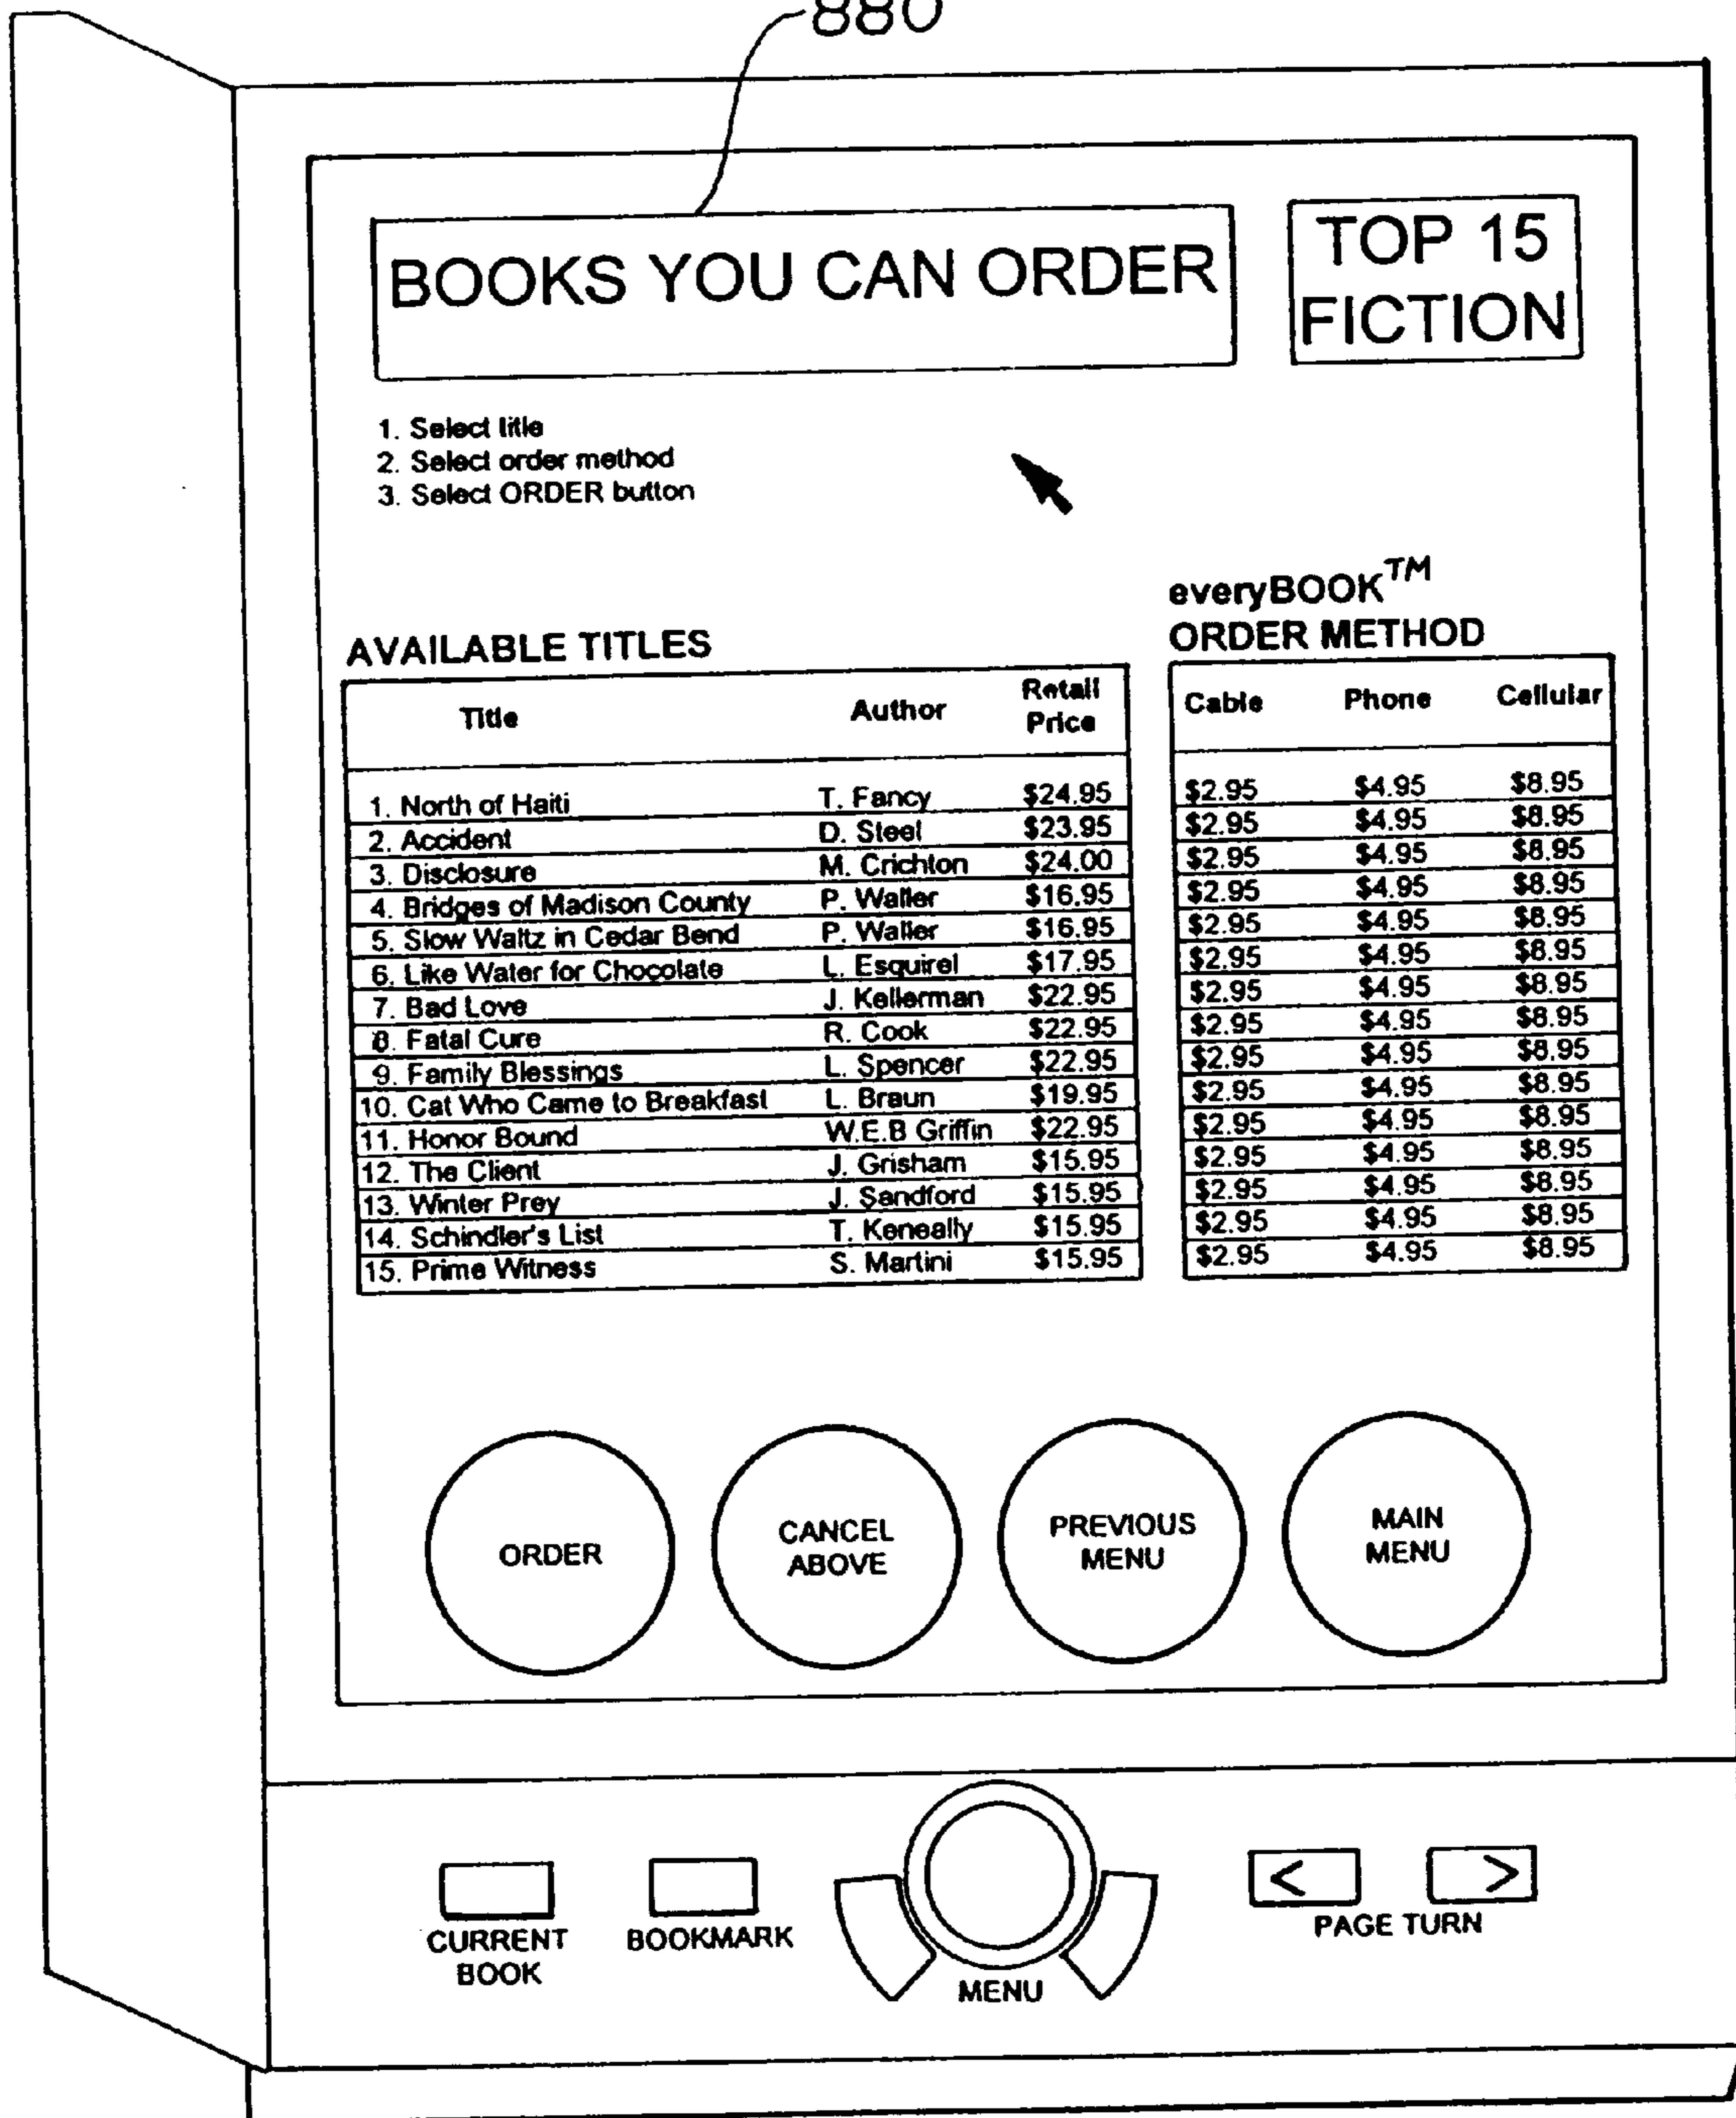 880
BOOKS YOU CAN ORDER
TOP 15
FICTION
1. Select title
2. Select order method
3. Select ORDER button
everyBOOK™
ORDER METHOD
AVAILABLE TITLES
Title Author Retail Price Cable Phone Cellular
1. North of Haiti T. Fancy $24.95 $2.95 $4.95 $8.95
2. Accident D. Steel $23.95 $2.95 $4.95 $8.95
3. Disclosure M. Crichton $24.00 $2.95 $4.95 $8.95
4. Bridges of Madison County P. Waller $16.95 $2.95 $4.95 $8.95
5. Slow Waltz in Cedar Bend P. Waller $16.95 $2.95 $4.95 $8.95
6. Like Water for Chocolate L. Esquirel $17.95 $2.95 $4.95 $8.95
7. Bad Love J. Kellerman $22.95 $2.95 $4.95 $8.95
8. Fatal Cure R. Cook $22.95 $2.95 $4.95 $8.95
9. Family Blessings L. Spencer $22.95 $2.95 $4.95 $8.95
10. Cat Who Came to Breakfast L. Braun $19.95 $2.95 $4.95 $8.95
11. Honor Bound W.E.B Griffin $22.95 $2.95 $4.95 $8.95
12. The Client J. Grisham $15.95 $2.95 $4.95 $8.95
13. Winter Prey J. Sandford $15.95 $2.95 $4.95 $8.95
14. Schindler's List T. Keneally $15.95 $2.95 $4.95 $8.95
15. Prime Witness S. Martini $15.95 $2.95 $4.95 $8.95
ORDER
CANCEL
ABOVE
PREVIOUS
MENU
MAIN
MENU
< >
CURRENT
BOOK
BOOKMARK
MENU
PAGE TURN